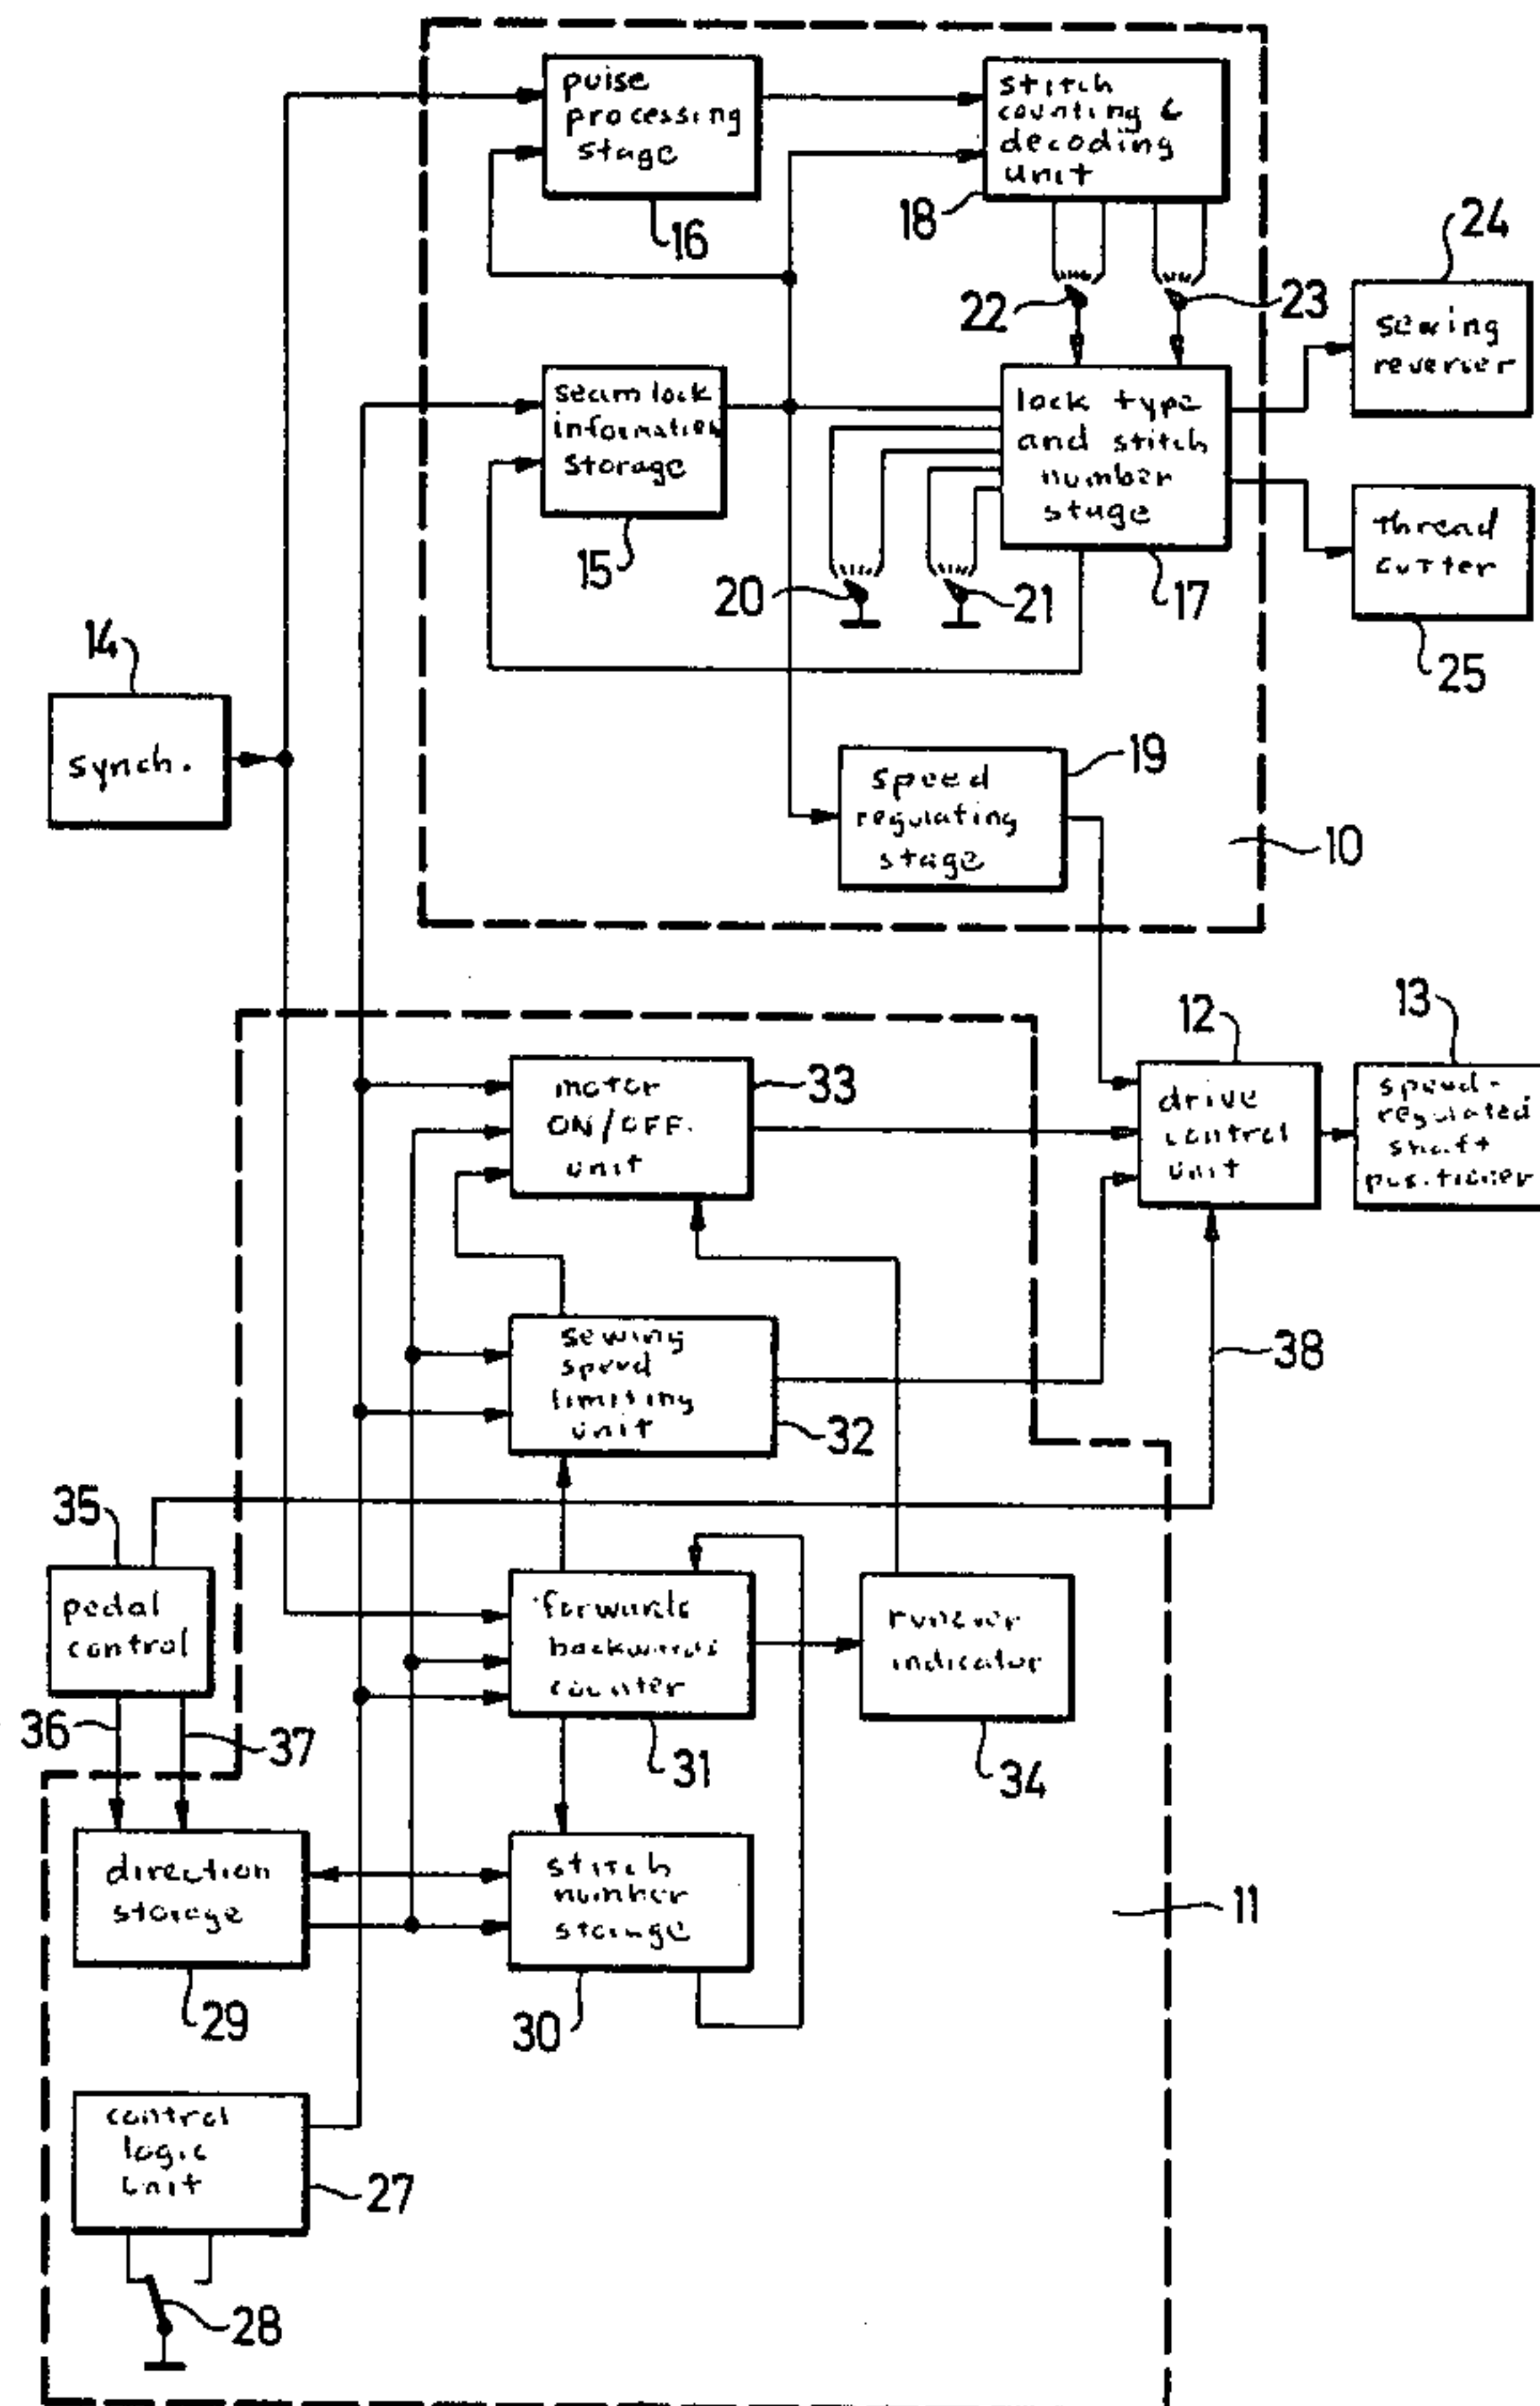 pulse
processing
stage
16
stitch
counting &
decoding
unit
18
22
23
24
sewing
reverser
seam lock
information
storage
15
lock type
and stitch
number
stage
17
20
21
thread
cutter
25
14
synch.
speed
regulating
stage
19
10
motor
ON/OFF.
unit
33
12
drive
control
unit
13
speed-
regulated
shaft
positioner
sewing
speed
limiting
unit
32
38
35
pedal
control
36
37
forwards
backwards
counter
31
runover
indicator
34
direction
storage
29
stitch
number
storage
30
11
control
logic
unit
27
28